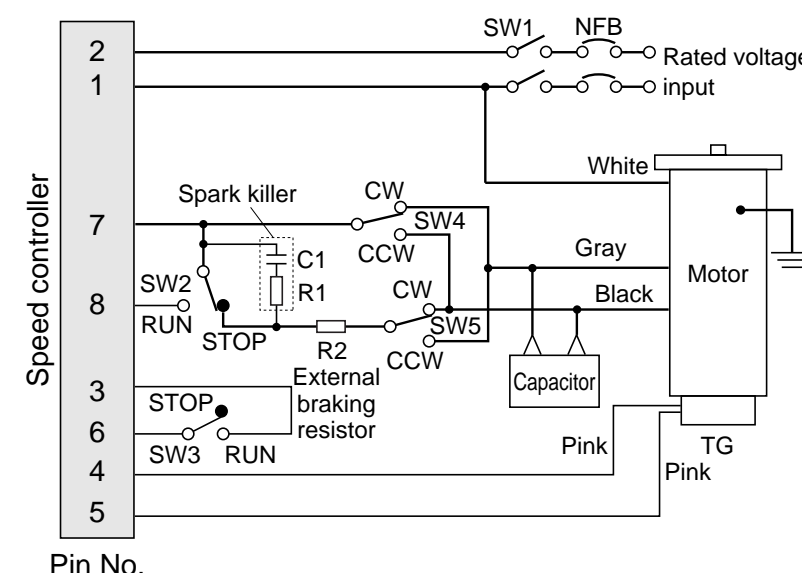 SW1 NFB
2
Rated voltage
1
input
White
Speed controller
Spark killer
CW
7
SW4
CCW
Gray
C1
Motor
SW2
CW
R1
Black
8
RUN
STOP
SW5
R2
CCW
External
braking
resistor
Capacitor
3
STOP
6
SW3 RUN
Pink
TG
4
Pink
5
Pin No.